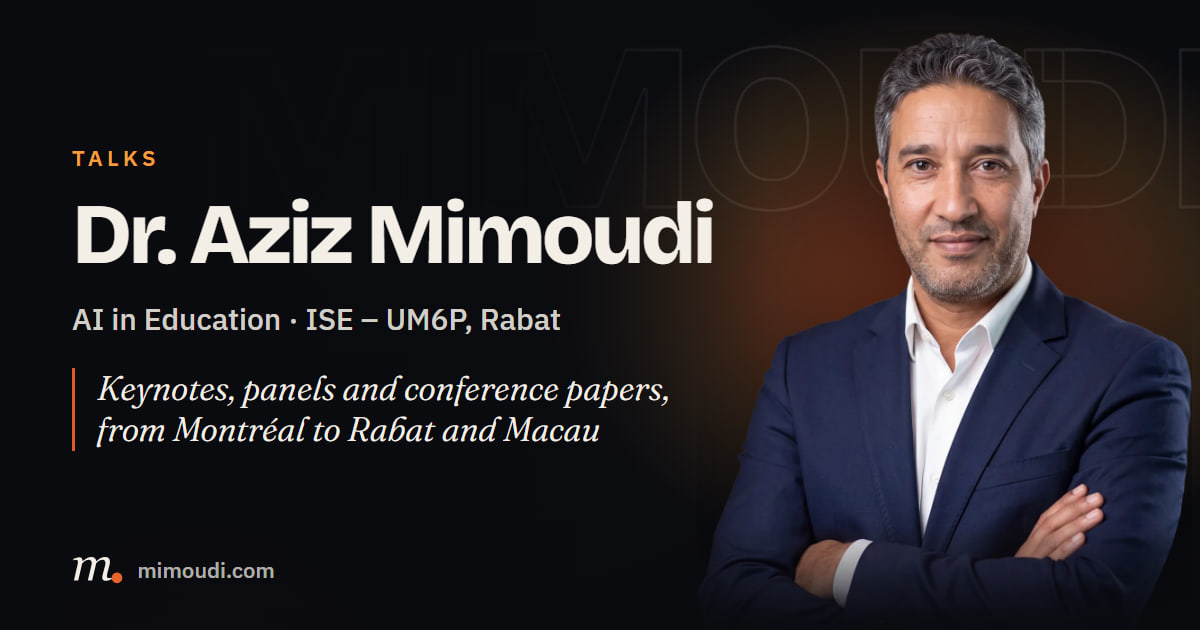 MIMOUDI
TALKS
Dr. Aziz Mimoudi
AI in Education · ISE – UM6P, Rabat
Keynotes, panels and conference papers,
from Montréal to Rabat and Macau
m.
mimoudi.com